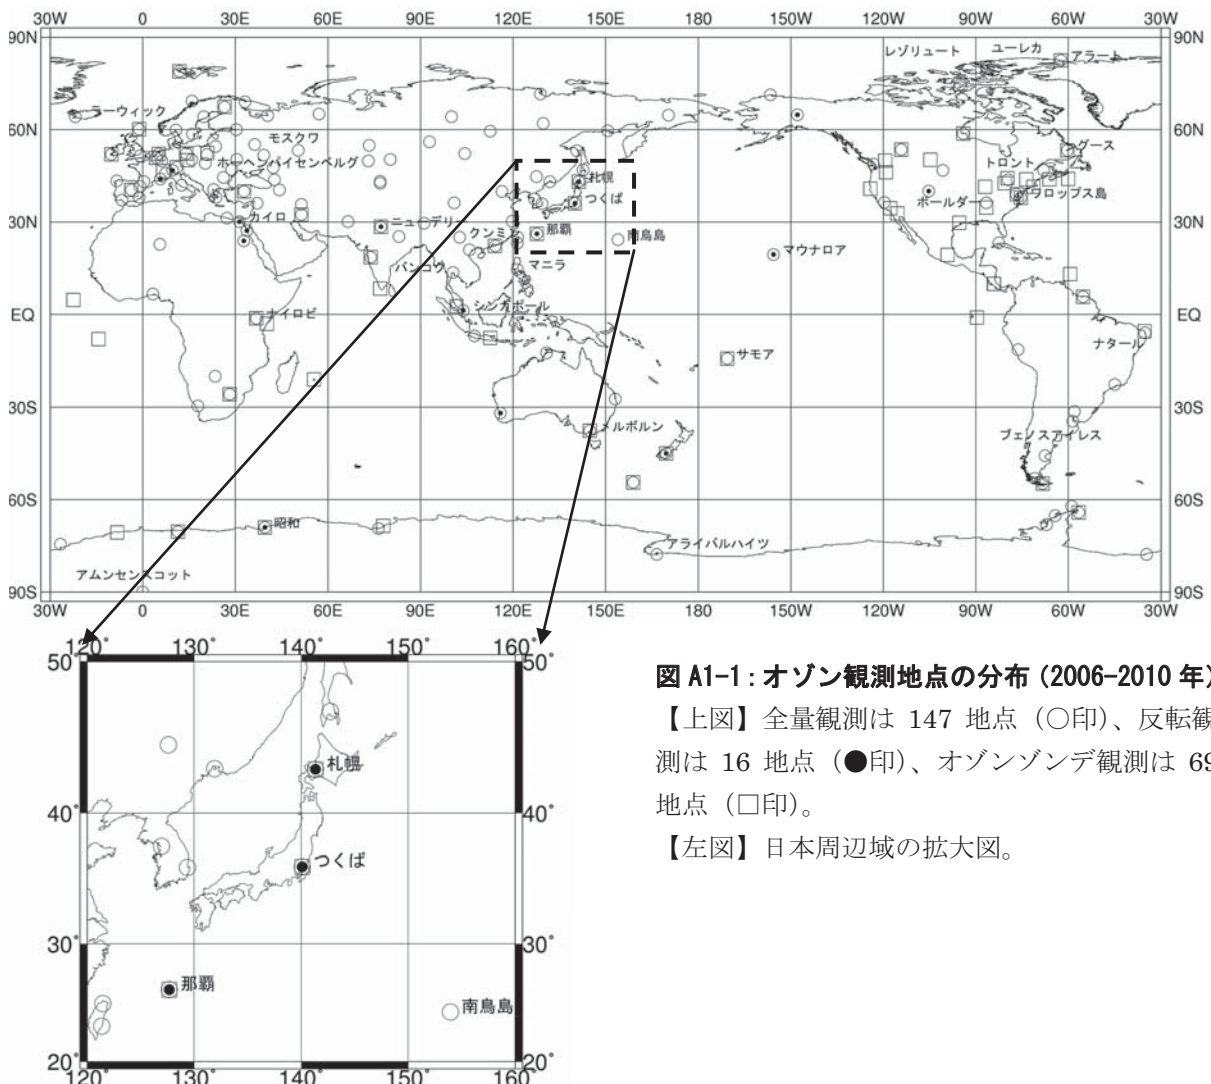 30W 0 30E 60E 90E 120E 150E 180 150W 120W 90W 60W 30W
90N レゾリュート ユーレカ アラート 90N
ラーウィック
60N モスクワ グース 60N
ホーヘンパイセンベルグ トロント
札幌
つくば ボールダー ワロップス島
30N カイロ ニューデリー クンミン 那覇 南鳥島 30N
バンコク マニラ マウナロア
EQ ナイロビ シンガポール EQ
サモア ナタール
30S 30S
メルボルン ブェノスアイレス
60S 60S
昭和 アライバルハイツ
アムンセンスコット
90S 90S
30W 0 30E 60E 90E 120E 150E 180 150W 120W 90W 60W 30W
120° 130° 140° 150° 160°
50° 50°
札幌
40° 40°
つくば
30° 30°
那覇
南鳥島
20° 20°
120° 130° 140° 150° 160°
図 A1-1:オゾン観測地点の分布(2006-2010 年)
【上図】全量観測は 147 地点(○印)、反転観
測は 16 地点(●印)、オゾンゾンデ観測は 69
地点(□印)。
【左図】日本周辺域の拡大図。